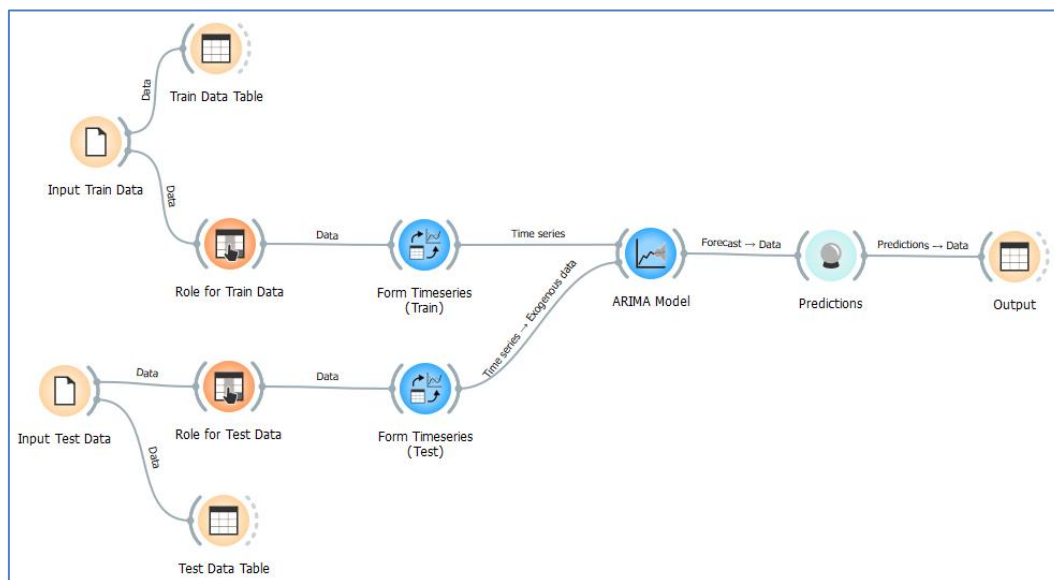 Data
Train Data Table
Input Train Data
Data
Data
Time series
Forecast → Data
Predictions → Data
Role for Train Data
Form Timeseries
(Train)
ARIMA Model
Predictions
Output
Time series → Exogenous data
Data
Data
Input Test Data
Role for Test Data
Form Timeseries
(Test)
Data
Test Data Table